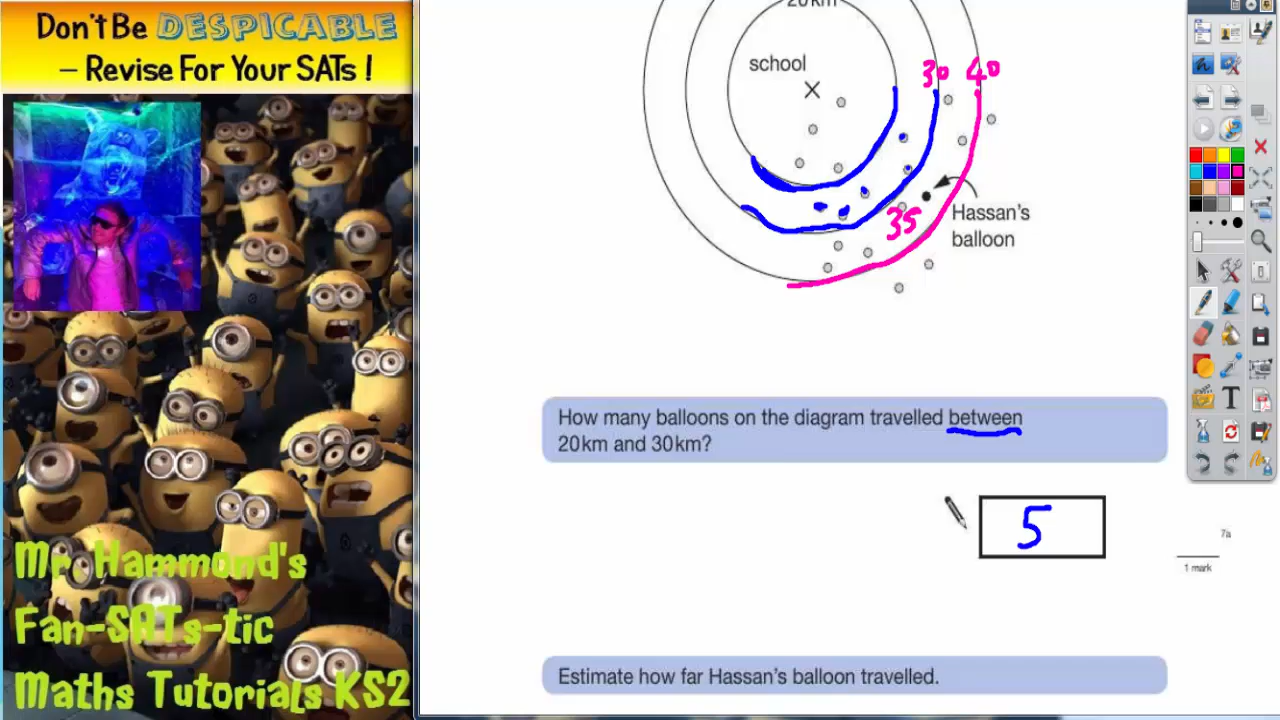 Don't Be DESPICABLE
– Revise For Your SATs !
Mr. Hammond's
Fan-SATs-tic
Maths Tutorials KS2
20km
school
30
40
35
Hassan's
balloon
How many balloons on the diagram travelled between
20km and 30km?
5
7a
1 mark
Estimate how far Hassan's balloon travelled.